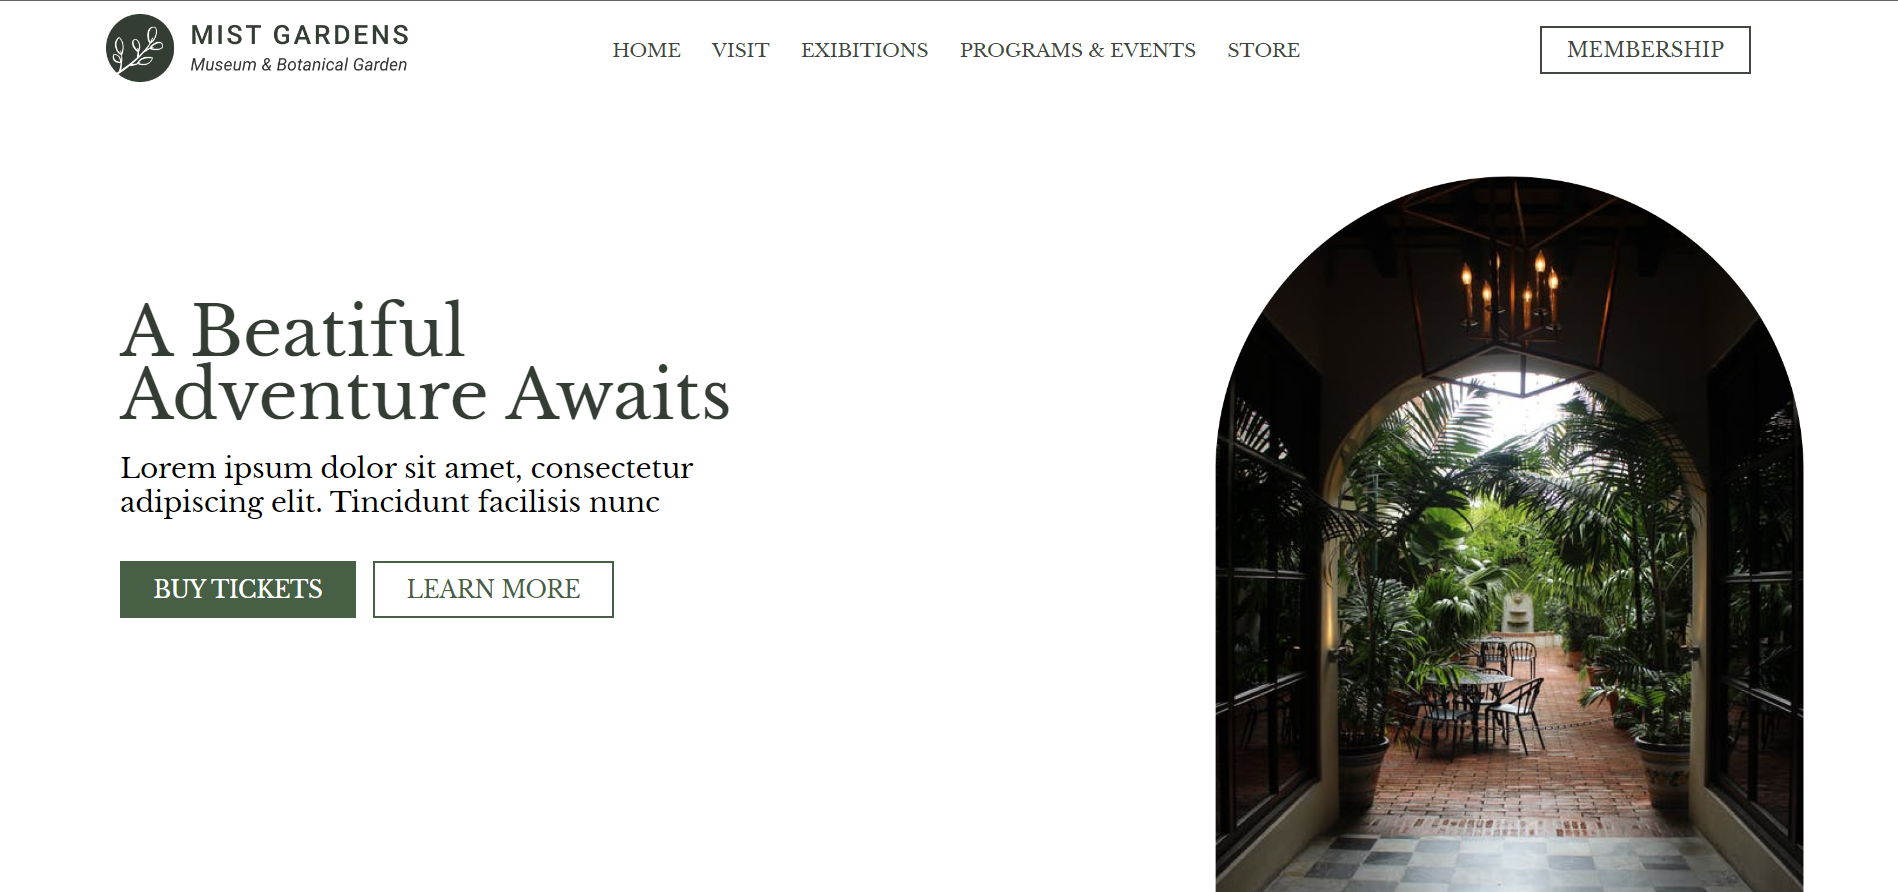 MIST GARDENS
Museum & Botanical Garden
HOME VISIT EXIBITIONS PROGRAMS & EVENTS STORE
MEMBERSHIP
A Beatiful
Adventure Awaits
Lorem ipsum dolor sit amet, consectetur
adipiscing elit. Tincidunt facilisis nunc
BUY TICKETS
LEARN MORE